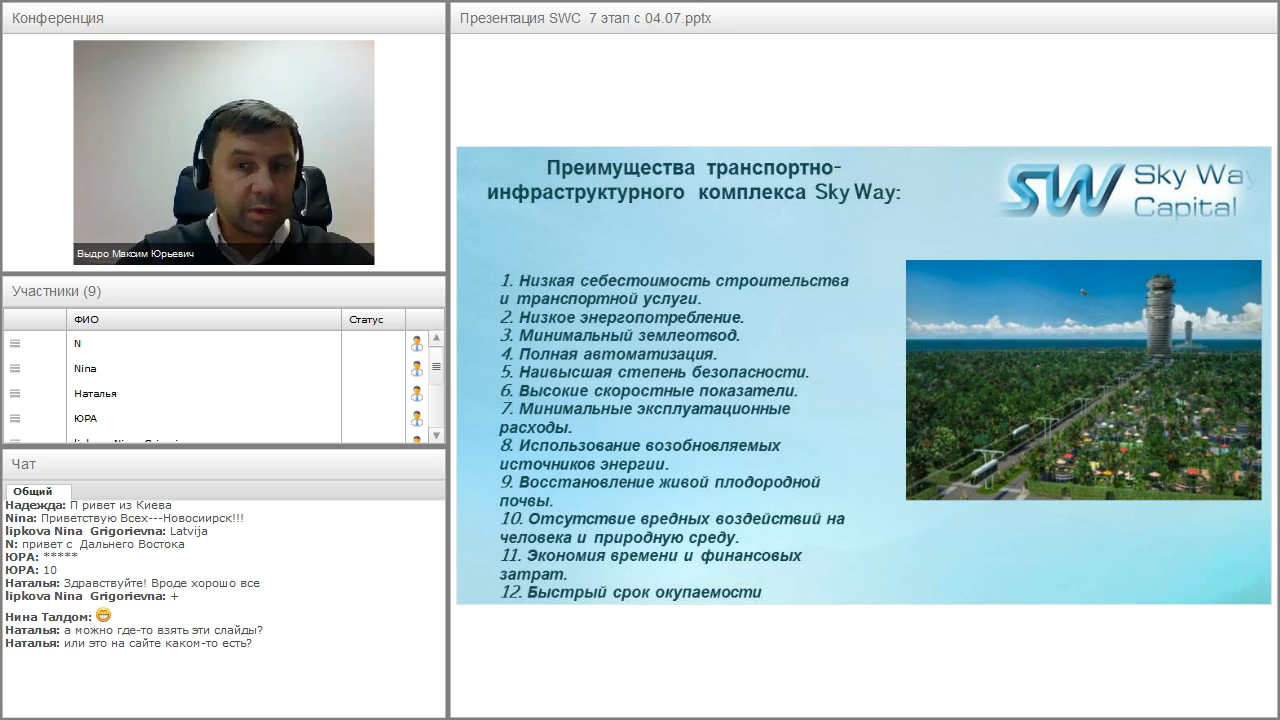 Конференция
Выдро Максим Юрьевич
Участники (9)
ФИО
Статус
N
Nina
Наталья
ЮРА
Чат
Общий
Надежда: П ривет из Киева
Nina: Приветствую Всех---Новосиирск!!!
lipkova Nina Grigorievna: Latvija
N: привет с Дальнего Востока
ЮРА: *****
ЮРА: 10
Наталья: Здравствуйте! Вроде хорошо все
lipkova Nina Grigorievna: +
Нина Талдом:
Наталья: а можно где-то взять эти слайды?
Наталья: или это на сайте каком-то есть?
Презентация SWC 7 этап с 04.07.pptx
Преимущества транспортно-
инфраструктурного комплекса Sky Way:
SW Sky Way
Capital
1. Низкая себестоимость строительства
и транспортной услуги.
2. Низкое энергопотребление.
3. Минимальный землеотвод.
4. Полная автоматизация.
5. Наивысшая степень безопасности.
6. Высокие скоростные показатели.
7. Минимальные эксплуатационные
расходы.
8. Использование возобновляемых
источников энергии.
9. Восстановление живой плодородной
почвы.
10. Отсутствие вредных воздействий на
человека и природную среду.
11. Экономия времени и финансовых
затрат.
12. Быстрый срок окупаемости